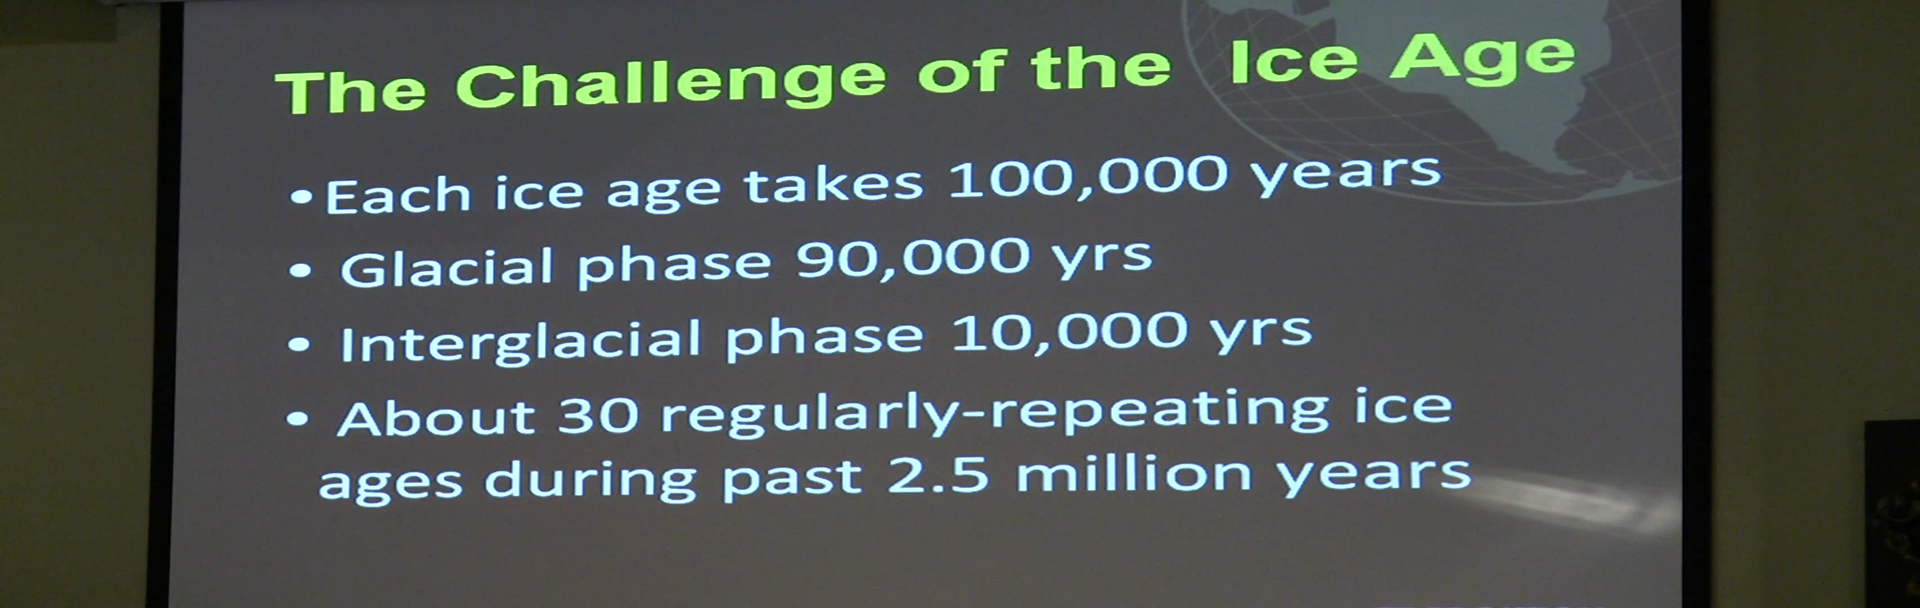 The Challenge of the Ice Age
•Each ice age takes 100,000 years
• Glacial phase 90,000 yrs
• Interglacial phase 10,000 yrs
• About 30 regularly-repeating ice
ages during past 2.5 million years